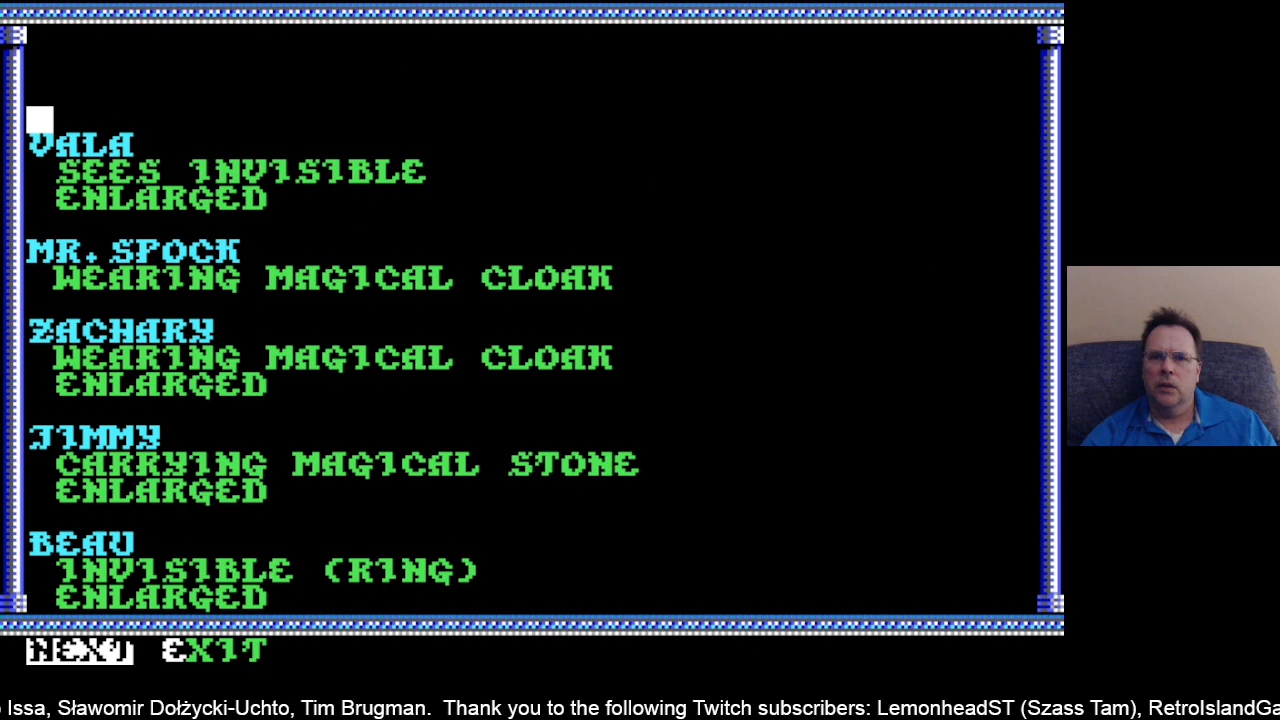 VALA
SEES INVISIBLE
ENLARGED
MR. SPOCK
WEARING MAGICAL CLOAK
ZACHARY
WEARING MAGICAL CLOAK
ENLARGED
JIMMY
CARRYING MAGICAL STONE
ENLARGED
BEAU
INVISIBLE (RING)
ENLARGED
NEXT EXIT
Issa, Sławomir Dołżycki-Uchto, Tim Brugman. Thank you to the following Twitch subscribers: LemonheadST (Szass Tam), RetroIslandGa